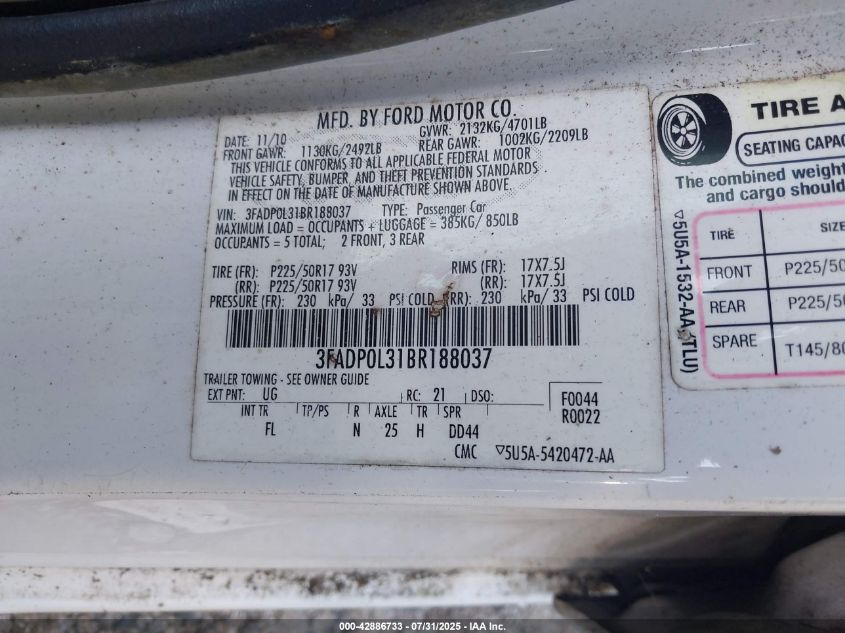 MFD. BY FORD MOTOR CO.
DATE: 11/10 GVWR: 2132KG/4701LB
FRONT GAWR: 1130KG/2492LB REAR GAWR: 1002KG/2209LB
THIS VEHICLE CONFORMS TO ALL APPLICABLE FEDERAL MOTOR
VEHICLE SAFETY, BUMPER, AND THEFT PREVENTION STANDARDS
IN EFFECT ON THE DATE OF MANUFACTURE SHOWN ABOVE.
VIN: 3FADP0L31BR188037 TYPE: Passenger Car
MAXIMUM LOAD = OCCUPANTS + LUGGAGE = 385KG/ 850LB
OCCUPANTS = 5 TOTAL; 2 FRONT, 3 REAR
TIRE (FR): P225/50R17 93V RIMS (FR): 17X7.5J
(RR): P225/50R17 93V (RR): 17X7.5J
PRESSURE (FR): 230 kPa/ 33 PSI COLD (RR): 230 kPa/ 33 PSI COLD
3FADP0L31BR188037
TRAILER TOWING - SEE OWNER GUIDE
EXT PNT: UG RC: 21 DSO: F0044
R0022
INT TR TP/PS R AXLE TR SPR
FL N 25 H DD44
CMC ▽5U5A-5420472-AA
TIRE A
SEATING CAPAC
The combined weight
and cargo should
▽5U5A-1532-AA (TLU)
TIRE SIZE
FRONT P225/50
REAR P225/50
SPARE T145/80
000-42886733 - 07/31/2025 - IAA Inc.